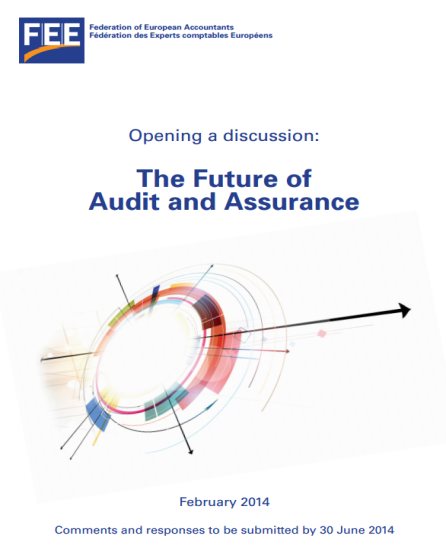 FEE
Federation of European Accountants
Fédération des Experts comptables Européens
Opening a discussion:
The Future of
Audit and Assurance
February 2014
Comments and responses to be submitted by 30 June 2014